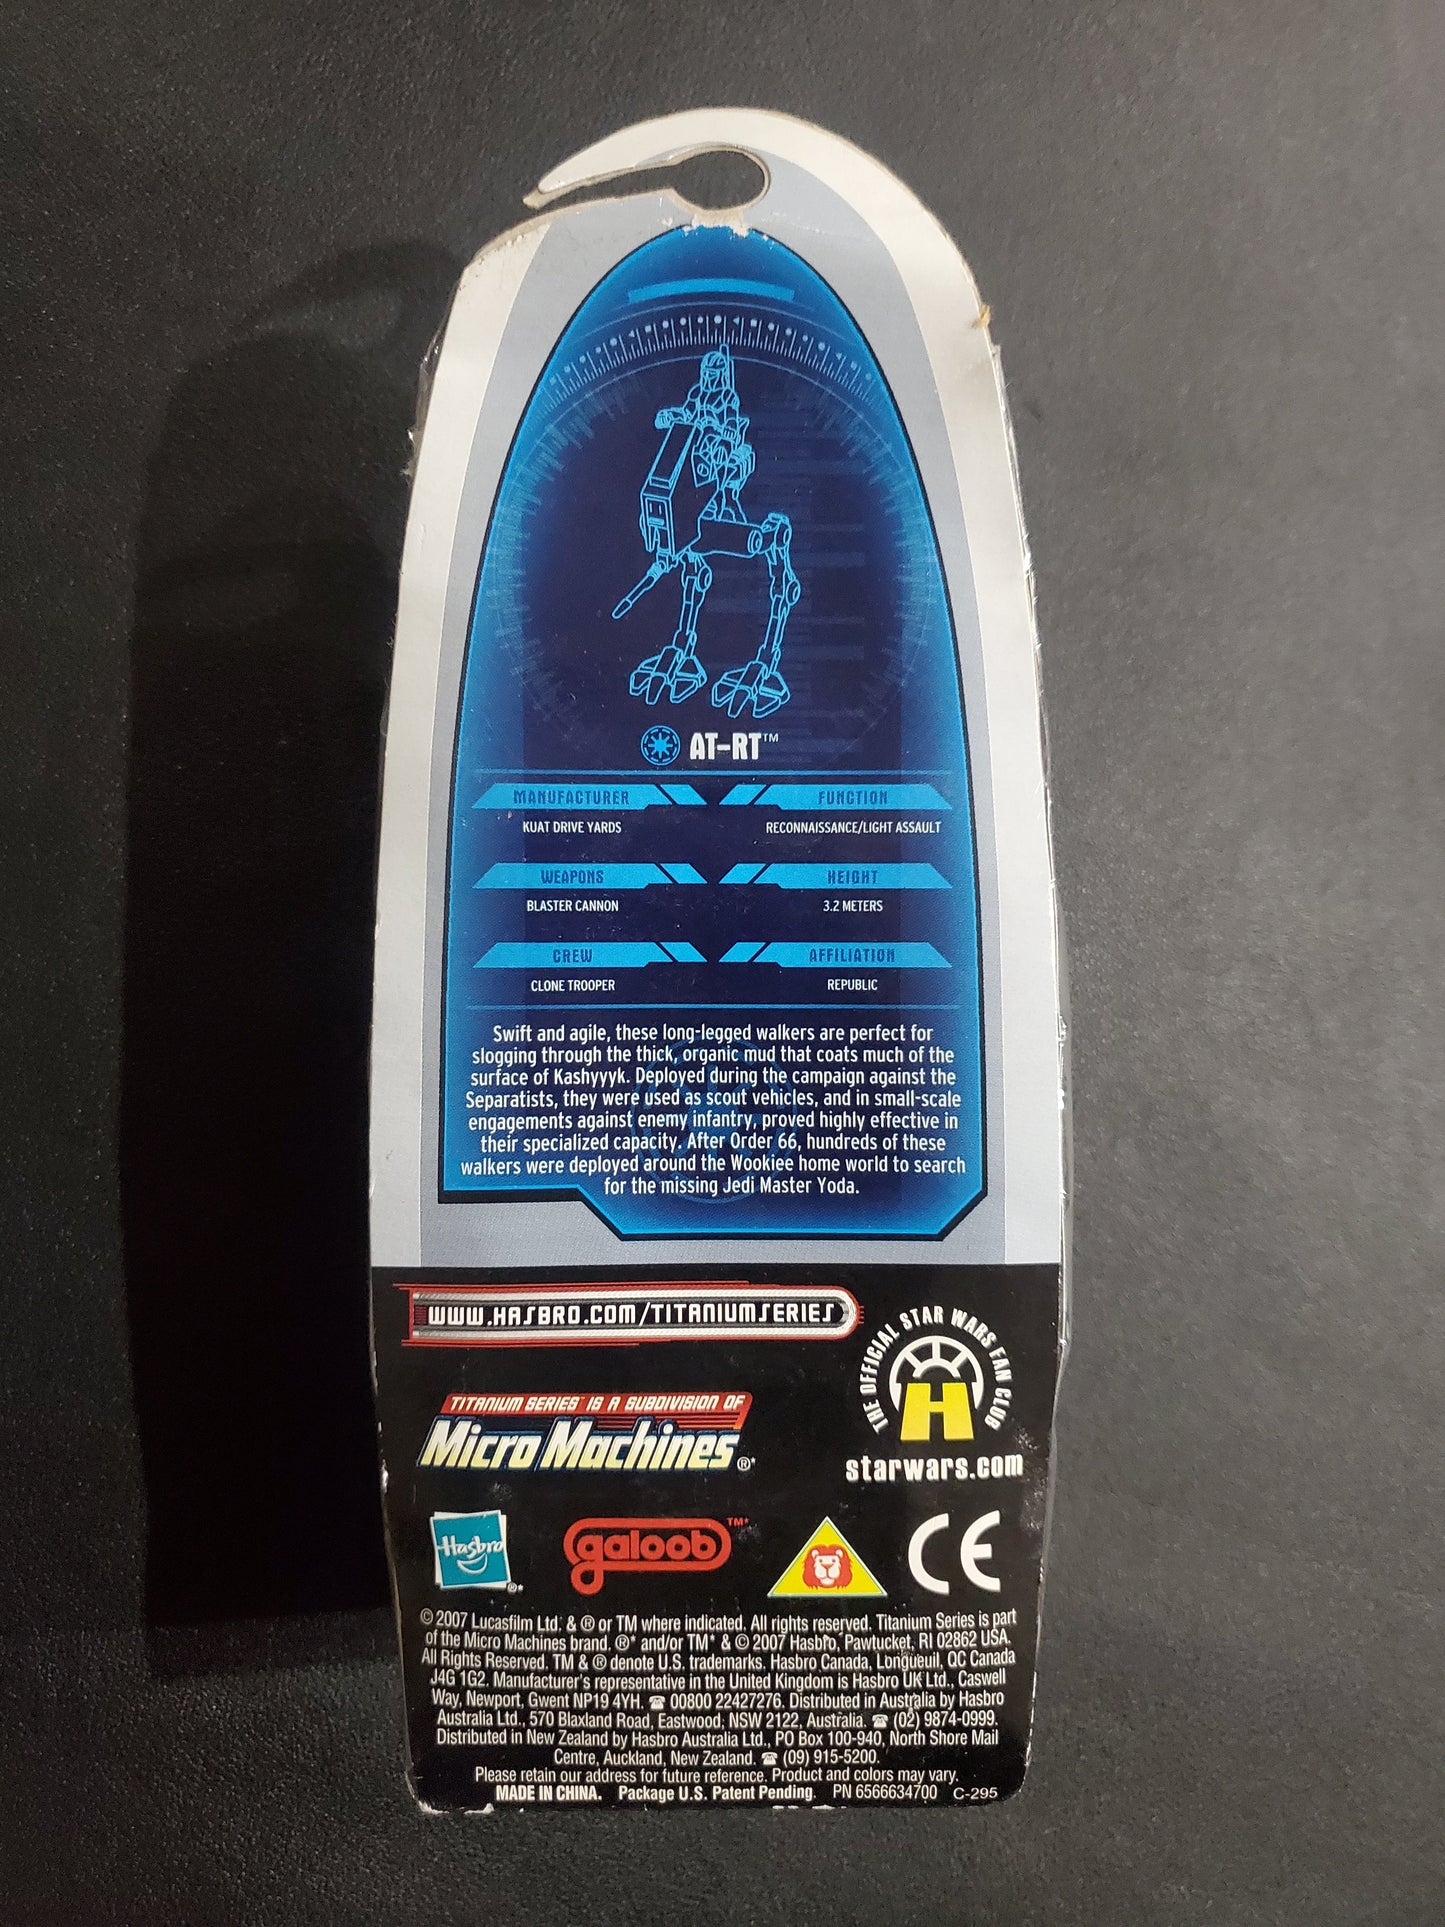 AT-RT™
MANUFACTURER
KUAT DRIVE YARDS
FUNCTION
RECONNAISSANCE/LIGHT ASSAULT
WEAPONS
BLASTER CANNON
HEIGHT
3.2 METERS
CREW
CLONE TROOPER
AFFILIATION
REPUBLIC
Swift and agile, these long-legged walkers are perfect for
slogging through the thick, organic mud that coats much of the
surface of Kashyyyk. Deployed during the campaign against the
Separatists, they were used as scout vehicles, and in small-scale
engagements against enemy infantry, proved highly effective in
their specialized capacity. After Order 66, hundreds of these
walkers were deployed around the Wookiee home world to search
for the missing Jedi Master Yoda.
WWW.HASBRO.COM/TITANIUMSERIES
THE OFFICIAL STAR WARS FAN CLUB
H
starwars.com
TITANIUM SERIES™ IS A SUBDIVISION OF
Micro Machines®*
Hasbro®*
galoob™*
CE
© 2007 Lucasfilm Ltd. & ® or TM where indicated. All rights reserved. Titanium Series is part
of the Micro Machines brand. ®* and/or TM* & © 2007 Hasbro, Pawtucket, RI 02862 USA.
All Rights Reserved. TM & ® denote U.S. trademarks. Hasbro Canada, Longueuil, QC Canada
J4G 1G2. Manufacturer's representative in the United Kingdom is Hasbro UK Ltd., Caswell
Way, Newport, Gwent NP19 4YH. ☎ 00800 22427276. Distributed in Australia by Hasbro
Australia Ltd., 570 Blaxland Road, Eastwood, NSW 2122, Australia. ☎ (02) 9874-0999.
Distributed in New Zealand by Hasbro Australia Ltd., PO Box 100-940, North Shore Mail
Centre, Auckland, New Zealand. ☎ (09) 915-5200.
Please retain our address for future reference. Product and colors may vary.
MADE IN CHINA. Package U.S. Patent Pending. PN 6566634700 C-295